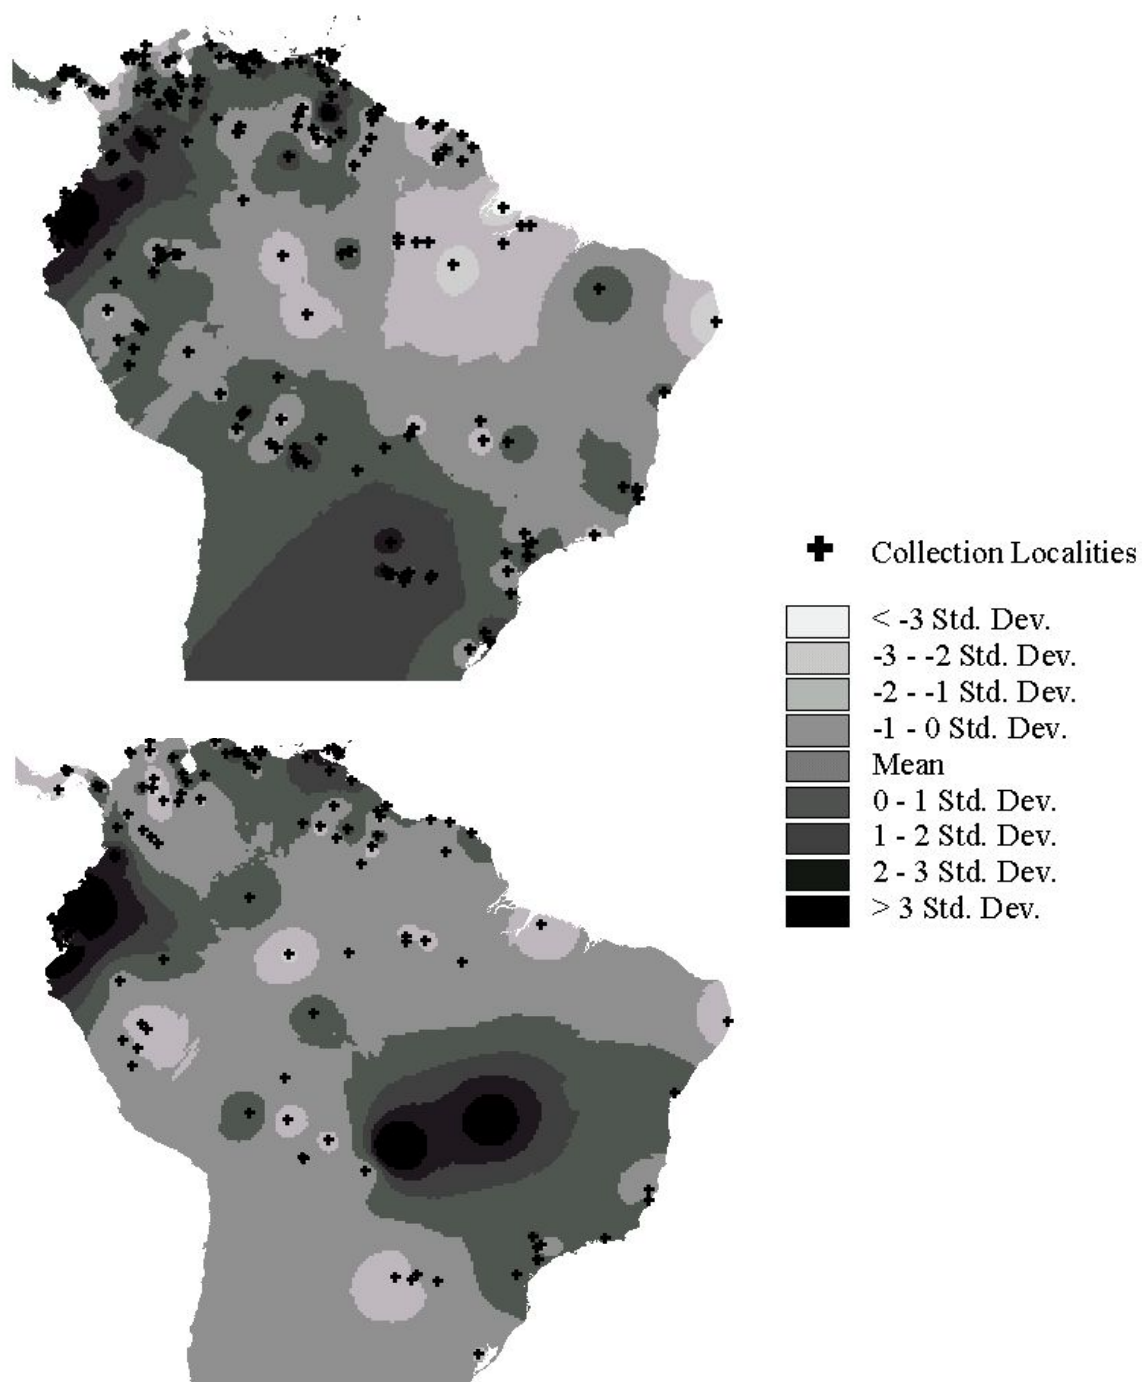 Collection Localities
< -3 Std. Dev.
-3 - -2 Std. Dev.
-2 - -1 Std. Dev.
-1 - 0 Std. Dev.
Mean
0 - 1 Std. Dev.
1 - 2 Std. Dev.
2 - 3 Std. Dev.
> 3 Std. Dev.